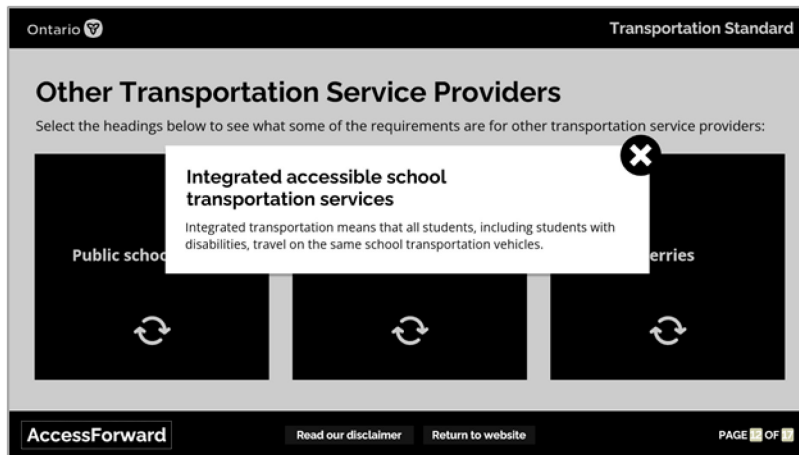 Ontario
Transportation Standard
Other Transportation Service Providers
Select the headings below to see what some of the requirements are for other transportation service providers:
Integrated accessible school
transportation services
Integrated transportation means that all students, including students with
disabilities, travel on the same school transportation vehicles.
Public
AccessForward
Read our disclaimer
Return to website
PAGE 12 OF 17